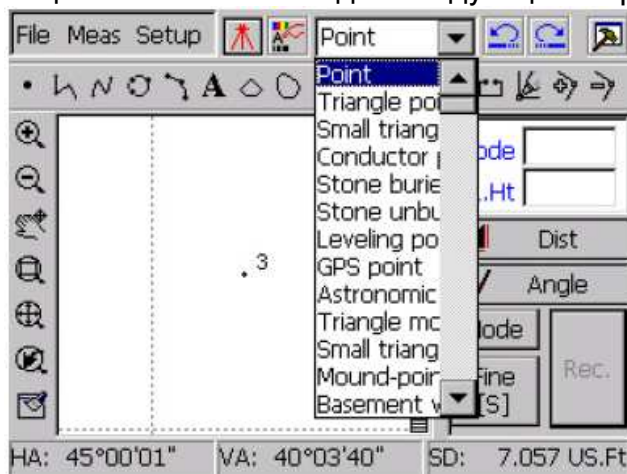 File Meas Setup Point
A
Point
Triangle poi
Small triang
Conductor
Stone burie
Stone unbu
Leveling po
GPS point
Astronomic
Triangle mo
Small triang
Mound-poin
Basement
ode
.Ht
Dist
Angle
ode
Fine
[S]
Rec.
3
HA: 45°00'01" VA: 40°03'40" SD: 7.057 US.Ft